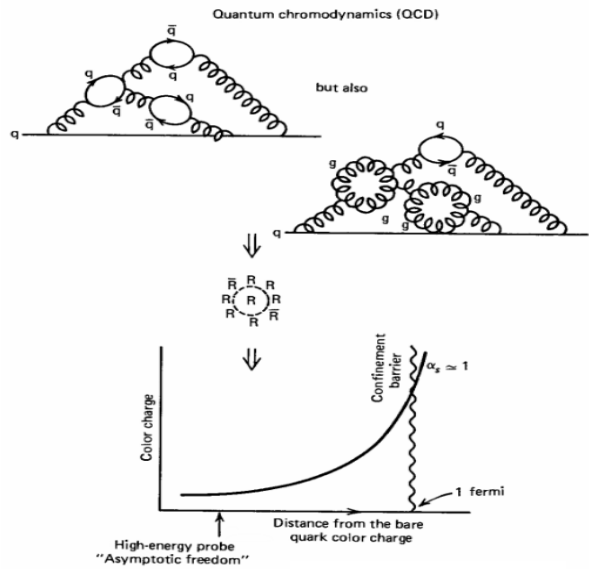 Quantum chromodynamics (QCD)
q̄
q
q
q̄
q
q̄
q
but also
q
q̄
g
g
g
g
g
q
⇓
R̄ R R
R R R
R̄ R R̄
⇓
Color charge
Confinement
barrier
αs ≃ 1
1 fermi
Distance from the bare
quark color charge
High-energy probe
"Asymptotic freedom"